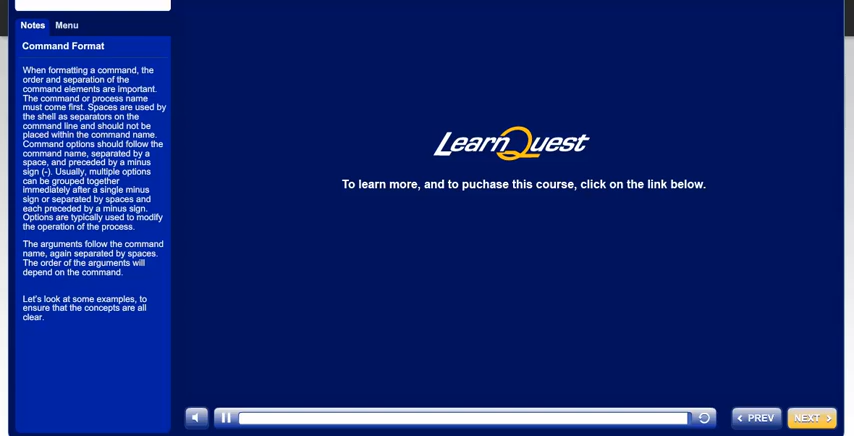 Notes Menu
Command Format
When formatting a command, the
order and separation of the
command elements are important.
The command or process name
must come first. Spaces are used by
the shell as separators on the
command line and should not be
placed within the command name.
Command options should follow the
command name, separated by a
space, and preceded by a minus
sign (-). Usually, multiple options
can be grouped together
immediately after a single minus
sign or separated by spaces and
each preceded by a minus sign.
Options are typically used to modify
the operation of the process.
The arguments follow the command
name, again separated by spaces.
The order of the arguments will
depend on the command.
Let's look at some examples, to
ensure that the concepts are all
clear.
LearnQuest
To learn more, and to puchase this course, click on the link below.
PREV NEXT